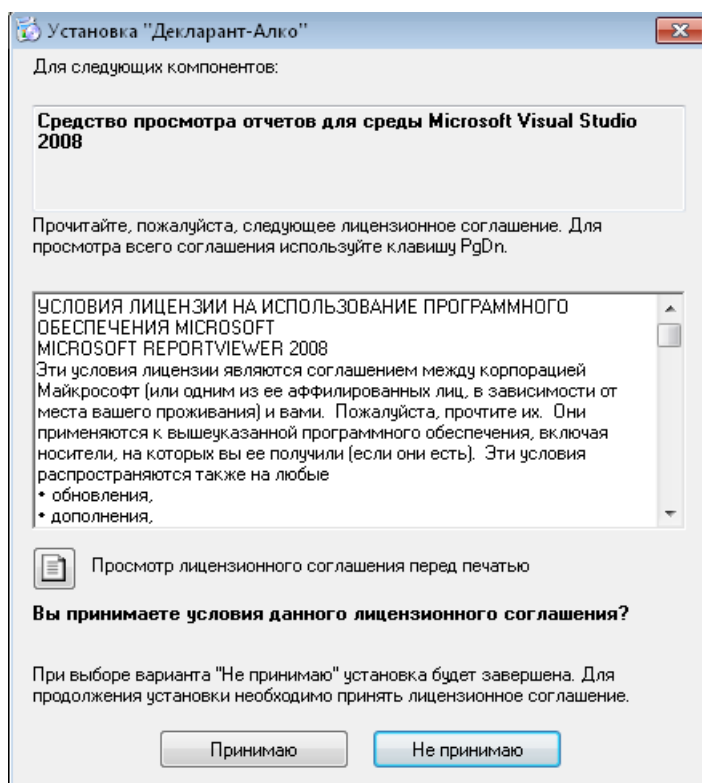 Установка "Декларант-Алко"
Для следующих компонентов:
Средство просмотра отчетов для среды Microsoft Visual Studio
2008
Прочитайте, пожалуйста, следующее лицензионное соглашение. Для
просмотра всего соглашения используйте клавишу PgDn.
УСЛОВИЯ ЛИЦЕНЗИИ НА ИСПОЛЬЗОВАНИЕ ПРОГРАММНОГО
ОБЕСПЕЧЕНИЯ MICROSOFT
MICROSOFT REPORTVIEWER 2008
Эти условия лицензии являются соглашением между корпорацией
Майкрософт (или одним из ее аффилированных лиц, в зависимости от
места вашего проживания) и вами. Пожалуйста, прочтите их. Они
применяются к вышеуказанной программного обеспечения, включая
носители, на которых вы ее получили (если они есть). Эти условия
распространяются также на любые
• обновления,
• дополнения,
Просмотр лицензионного соглашения перед печатью
Вы принимаете условия данного лицензионного соглашения?
При выборе варианта "Не принимаю" установка будет завершена. Для
продолжения установки необходимо принять лицензионное соглашение.
Принимаю
Не принимаю